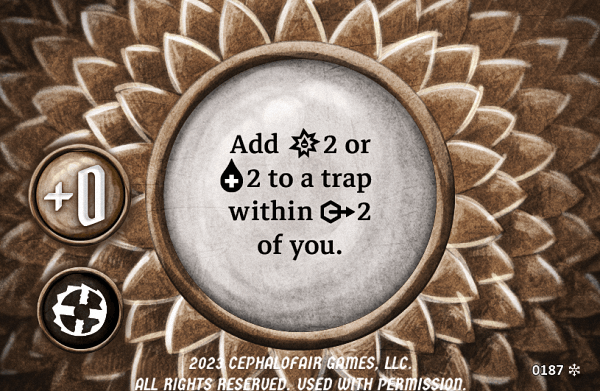 Add 2 or
2 to a trap
within 2
of you.
+0
2023 CEPHALOFAIR GAMES, LLC.
ALL RIGHTS RESERVED. USED WITH PERMISSION.
0187